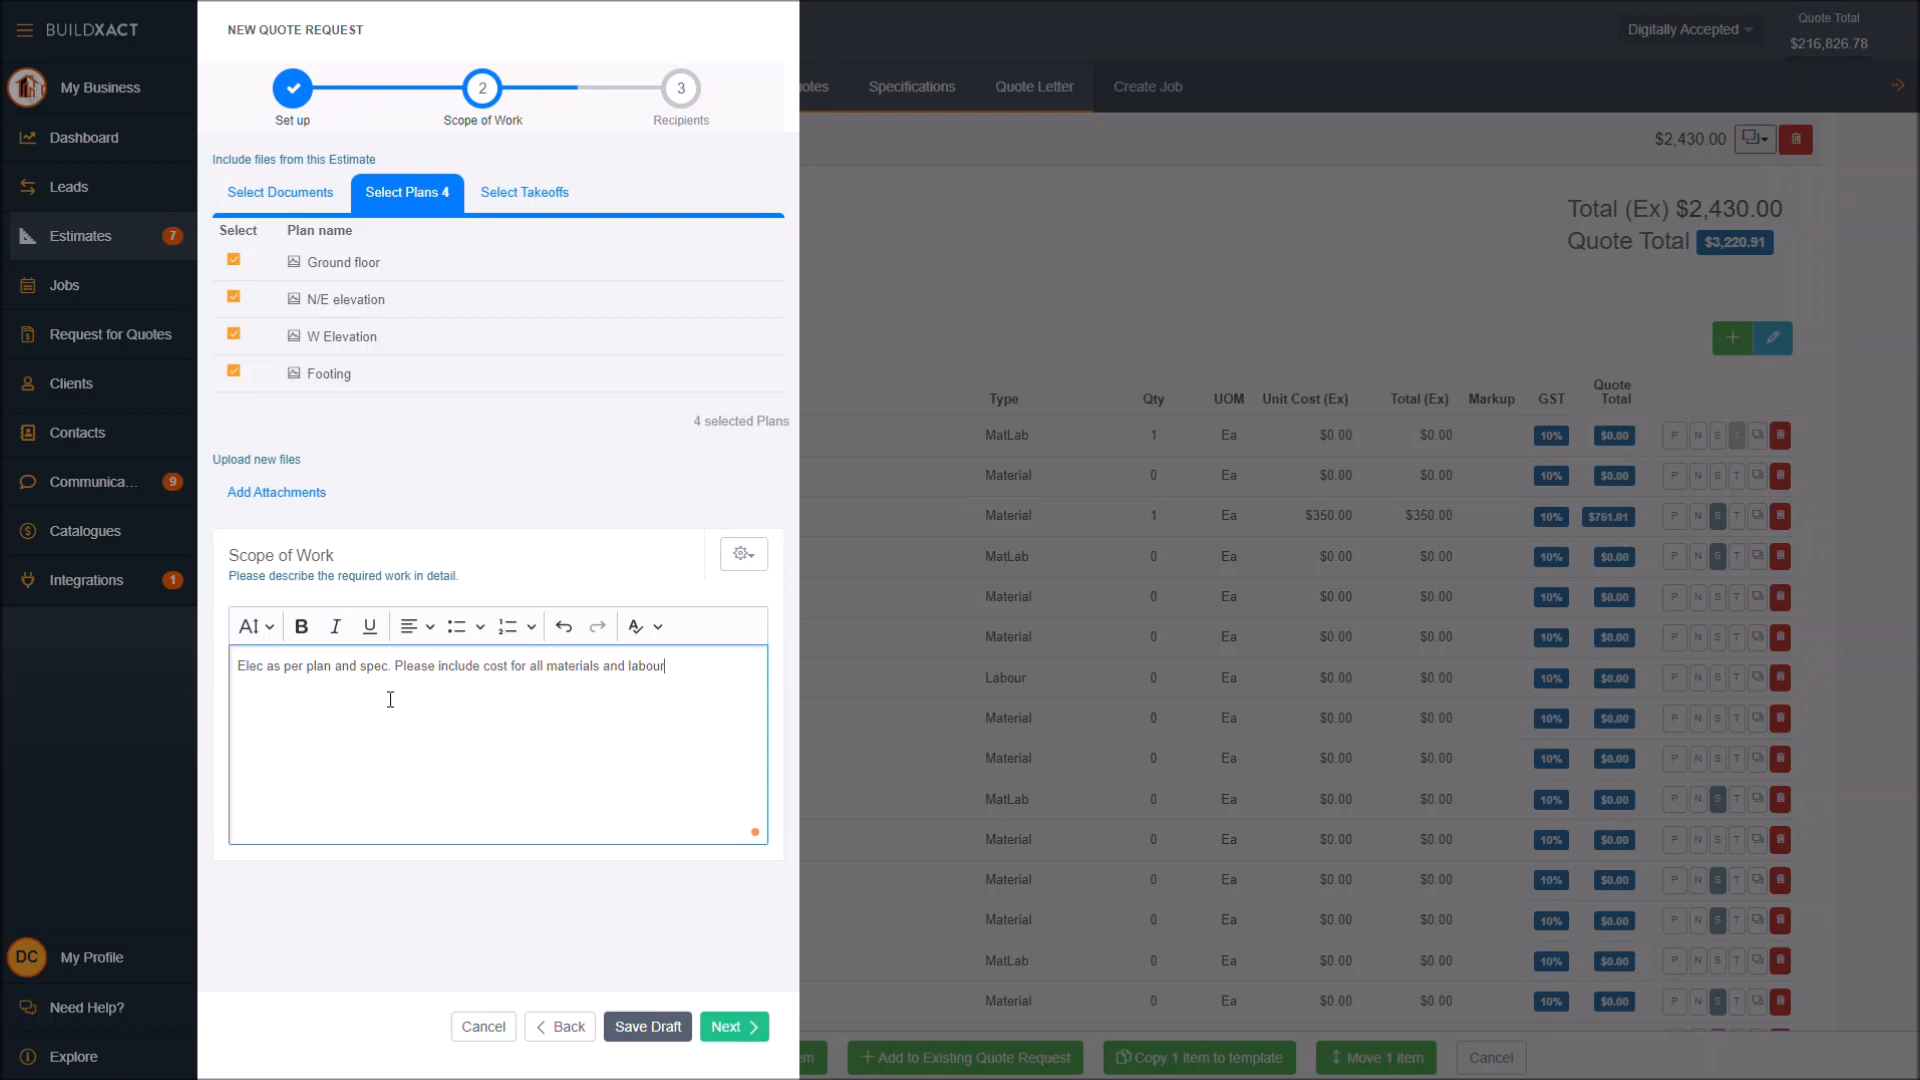 BUILDXACT
My Business
Dashboard
Leads
Estimates 7
Jobs
Request for Quotes
Clients
Contacts
Communica... 9
Catalogues
Integrations 1
DC My Profile
Need Help?
Explore
NEW QUOTE REQUEST
2 3
Set up Scope of Work Recipients
Include files from this Estimate
Select Documents Select Plans 4 Select Takeoffs
Select Plan name
Ground floor
N/E elevation
W Elevation
Footing
4 selected Plans
Upload new files
Add Attachments
Scope of Work
Please describe the required work in detail.
Elec as per plan and spec. Please include cost for all materials and labour
Cancel Back Save Draft Next
Digitally Accepted
Quote Total
$216,826.78
otes Specifications Quote Letter Create Job
$2,430.00
Total (Ex) $2,430.00
Quote Total $3,220.91
Type Qty UOM Unit Cost (Ex) Total (Ex) Markup GST Quote Total
MatLab 1 Ea $0.00 $0.00 10% $0.00 P N S T
Material 0 Ea $0.00 $0.00 10% $0.00 P N S T
Material 1 Ea $350.00 $350.00 10% $761.01 P N S T
MatLab 0 Ea $0.00 $0.00 10% $0.00 P N S T
Material 0 Ea $0.00 $0.00 10% $0.00 P N S T
Material 0 Ea $0.00 $0.00 10% $0.00 P N S T
Labour 0 Ea $0.00 $0.00 10% $0.00 P N S T
Material 0 Ea $0.00 $0.00 10% $0.00 P N S T
Material 0 Ea $0.00 $0.00 10% $0.00 P N S T
MatLab 0 Ea $0.00 $0.00 10% $0.00 P N S T
Material 0 Ea $0.00 $0.00 10% $0.00 P N S T
Material 0 Ea $0.00 $0.00 10% $0.00 P N S T
Material 0 Ea $0.00 $0.00 10% $0.00 P N S T
MatLab 0 Ea $0.00 $0.00 10% $0.00 P N S T
Material 0 Ea $0.00 $0.00 10% $0.00 P N S T
em + Add to Existing Quote Request Copy 1 item to template Move 1 item Cancel